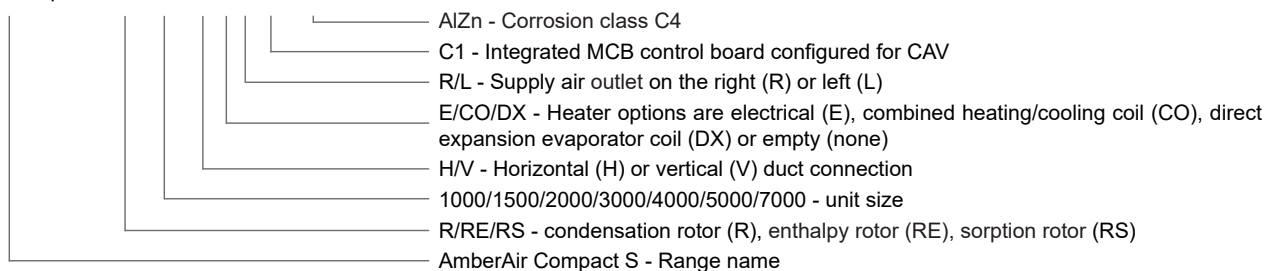 AlZn - Corrosion class C4
C1 - Integrated MCB control board configured for CAV
R/L - Supply air outlet on the right (R) or left (L)
E/CO/DX - Heater options are electrical (E), combined heating/cooling coil (CO), direct
expansion evaporator coil (DX) or empty (none)
H/V - Horizontal (H) or vertical (V) duct connection
1000/1500/2000/3000/4000/5000/7000 - unit size
R/RE/RS - condensation rotor (R), enthalpy rotor (RE), sorption rotor (RS)
AmberAir Compact S - Range name